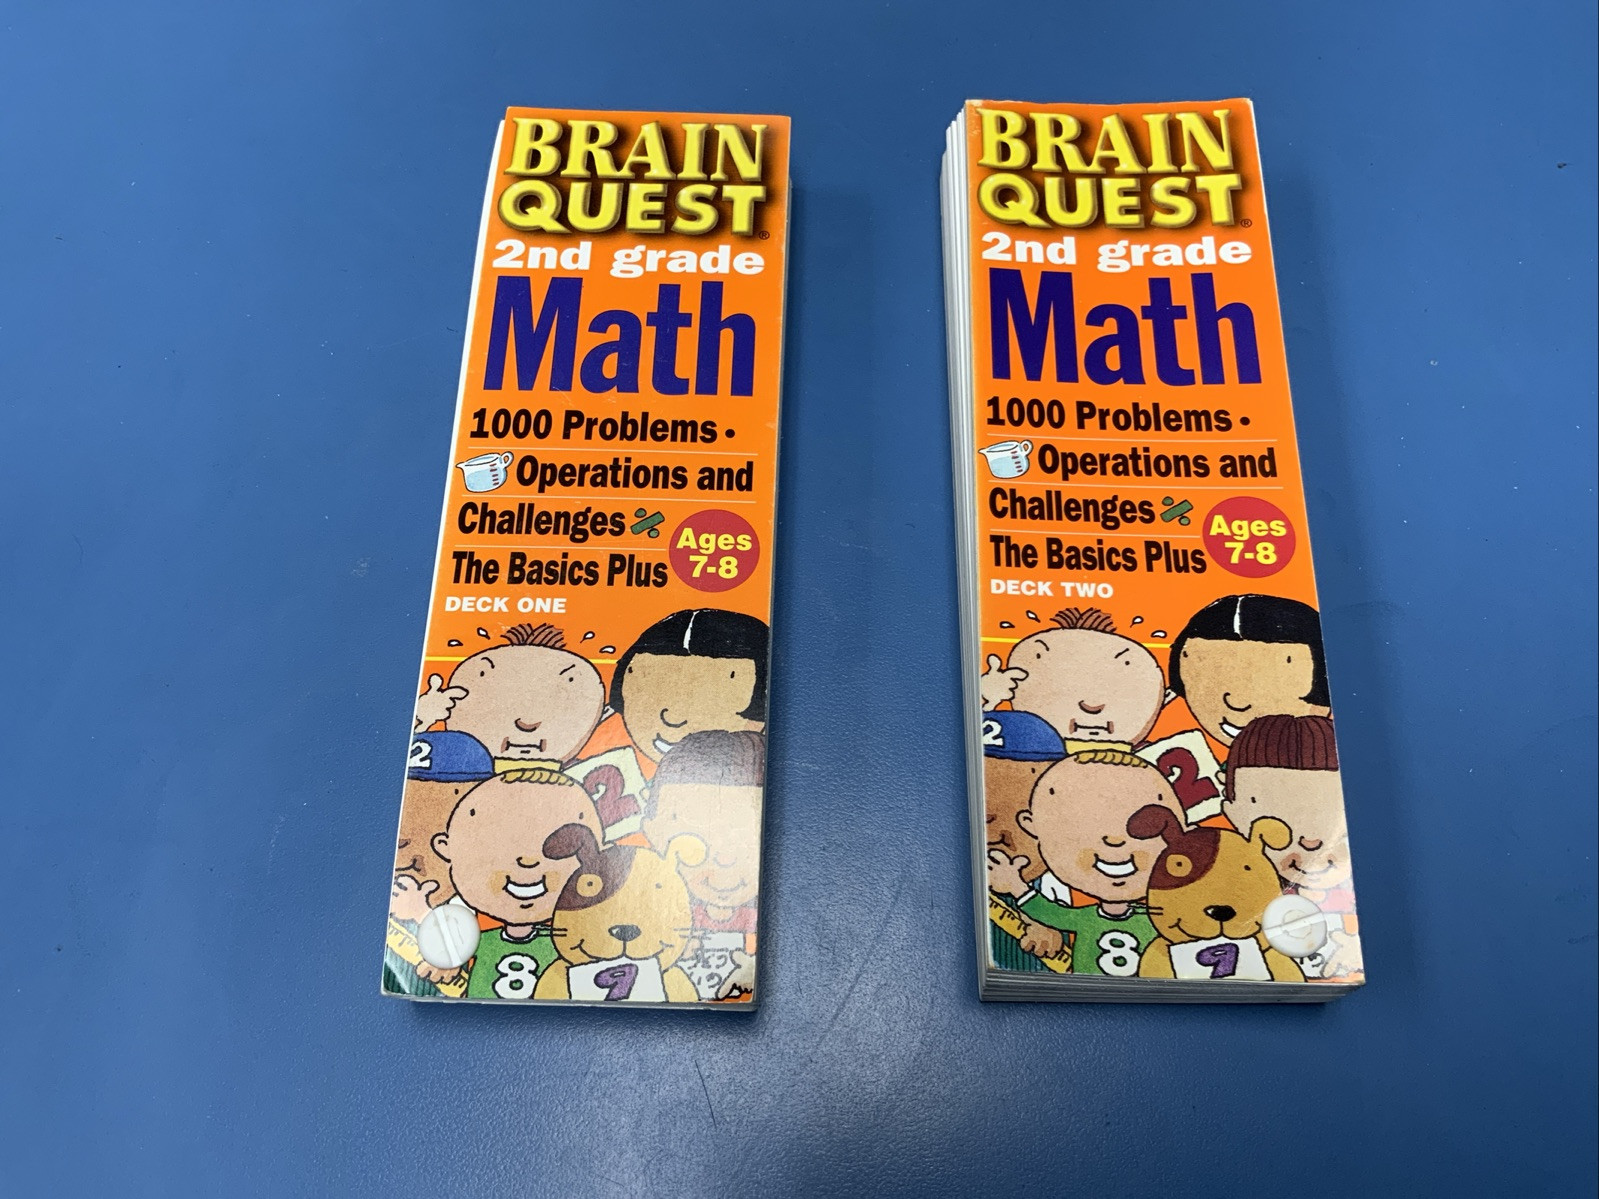 BRAIN
QUEST®
2nd grade
Math
1000 Problems •
Operations and
Challenges
The Basics Plus
Ages
7-8
DECK ONE
2
2
8
9
BRAIN
QUEST®
2nd grade
Math
1000 Problems •
Operations and
Challenges
The Basics Plus
Ages
7-8
DECK TWO
2
2
8
9